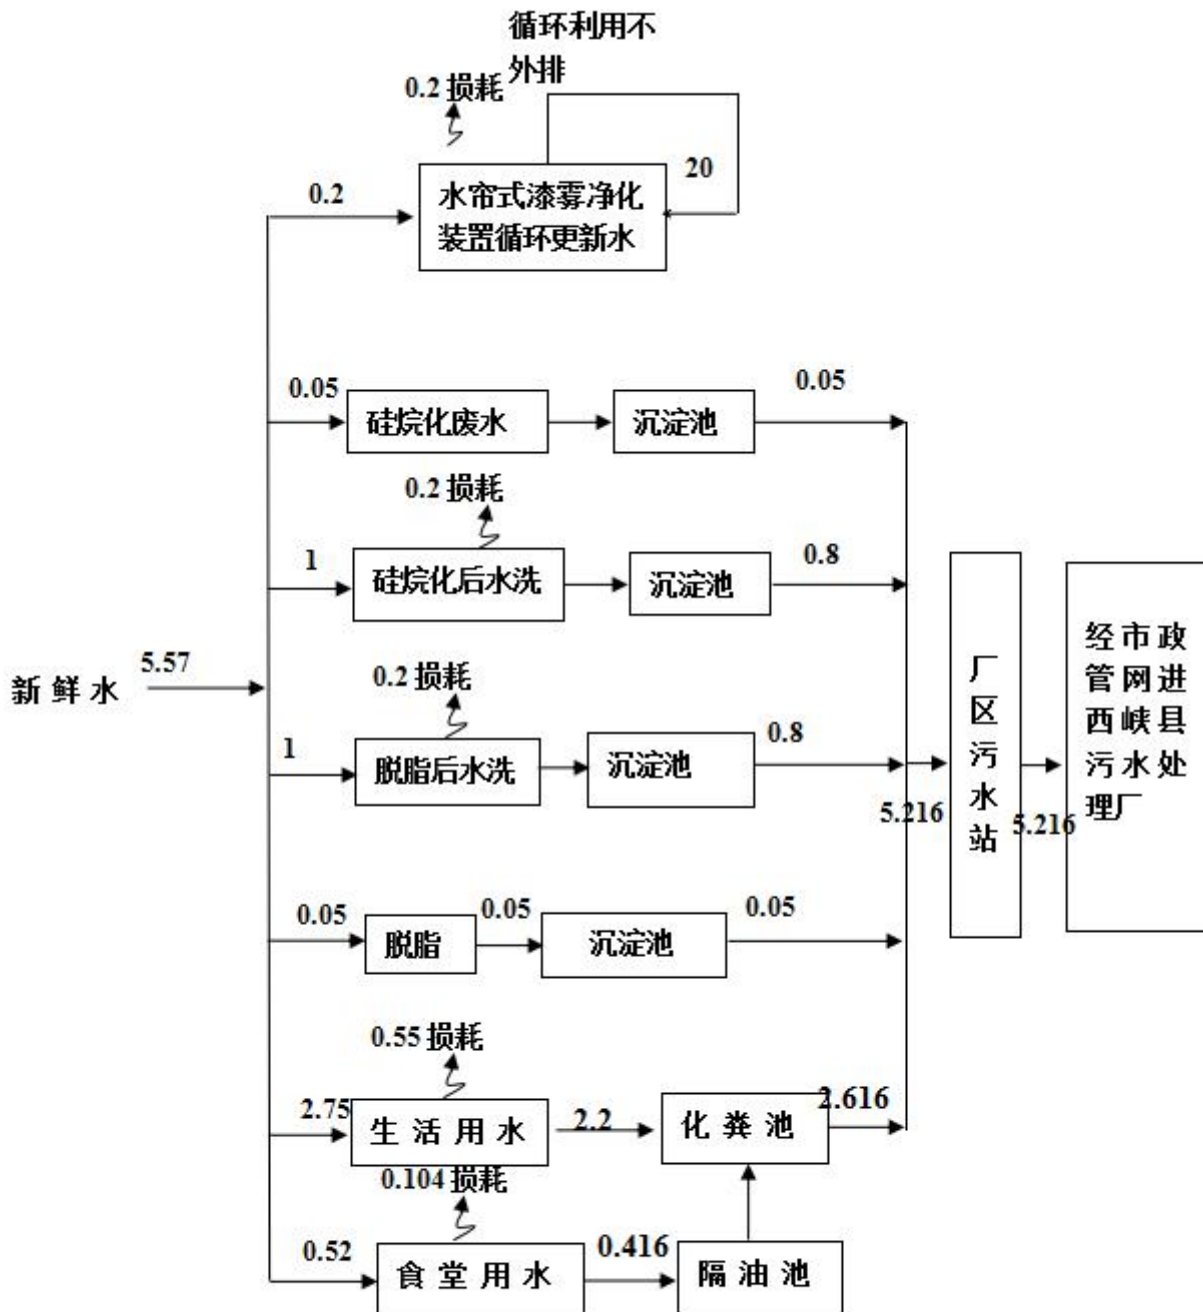 循环利用不
外排
0.2 损耗
20
0.2
水帘式漆雾净化
装置循环更新水
0.05
硅烷化废水
沉淀池
0.05
0.2 损耗
1
硅烷化后水洗
沉淀池
0.8
新鲜水
5.57
0.2 损耗
1
脱脂后水洗
沉淀池
0.8
5.216
厂区污水站
5.216
经市政
管网进
西峡县
污水处
理厂
0.05
脱脂
0.05
沉淀池
0.05
0.55 损耗
2.75
生活用水
2.2
化粪池
2.616
0.104 损耗
0.52
食堂用水
0.416
隔油池